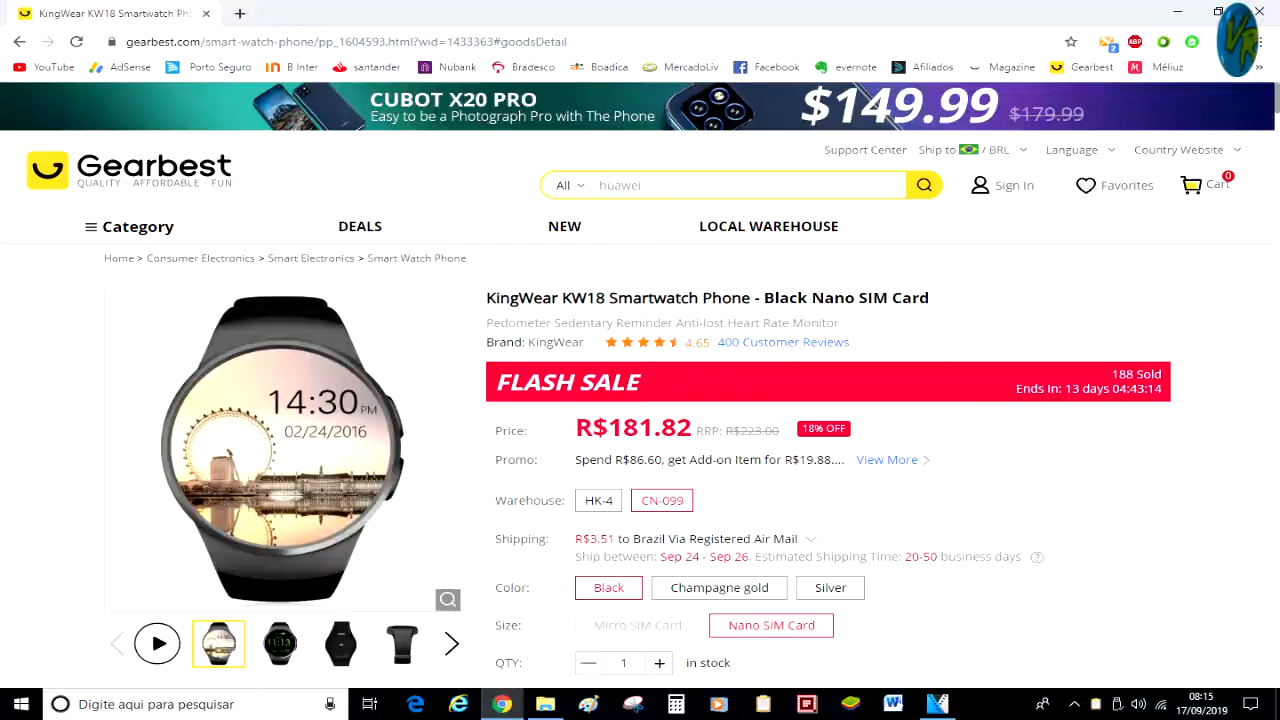 KingWear KW18 Smartwatch Pho
gearbest.com/smart-watch-phone/pp_1604593.html?wid=1433363#goodsDetail
2
ABP
YouTube
AdSense
Porto Seguro
B Inter
santander
Nubank
Bradesco
Boadica
MercadoLiv
Facebook
evernote
Afiliados
Magazine
Gearbest
Méliuz
»
CUBOT X20 PRO
Easy to be a Photograph Pro with The Phone
$149.99 $179.99
Support Center
Ship to / BRL
Language
Country Website
Gearbest
QUALITY · AFFORDABLE · FUN
All
huawei
Sign In
Favorites
Cart
0
Category
DEALS
NEW
LOCAL WAREHOUSE
Home > Consumer Electronics > Smart Electronics > Smart Watch Phone
14:30 PM
02/24/2016
11:13
KingWear KW18 Smartwatch Phone - Black Nano SIM Card
Pedometer Sedentary Reminder Anti-lost Heart Rate Monitor
Brand: KingWear 4.65 400 Customer Reviews
FLASH SALE
188 Sold
Ends In: 13 days 04:43:14
Price: R$181.82 RRP: R$223.00 18% OFF
Promo: Spend R$86.60, get Add-on Item for R$19.88.... View More >
Warehouse: HK-4 CN-099
Shipping: R$3.51 to Brazil Via Registered Air Mail
Ship between: Sep 24 - Sep 26. Estimated Shipping Time: 20-50 business days ?
Color: Black Champagne gold Silver
Size: Micro SIM Card Nano SIM Card
QTY: — 1 + in stock
Digite aqui para pesquisar
08:15
17/09/2019